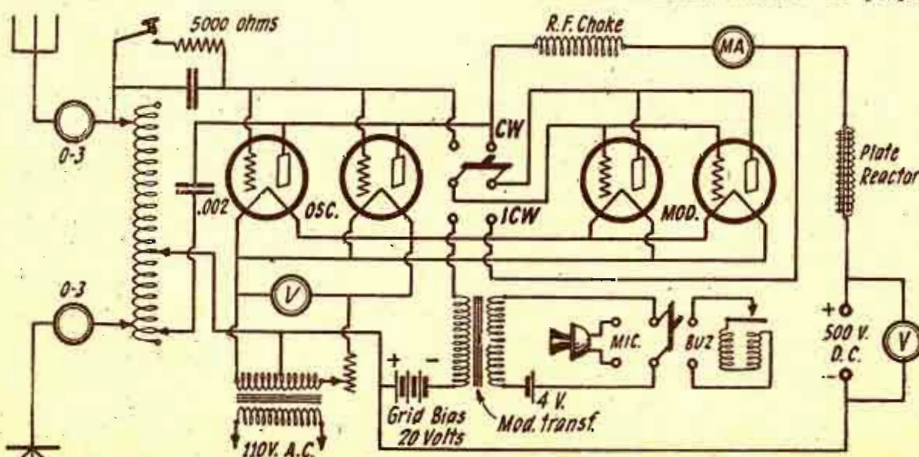 5000 ohms
R.F. Choke
MA
0-3
CW
Plate
Reactor
.002
OSC.
MOD.
ICW
0-3
V
+
500 V.
D.C.
-
V
MIC.
BUZ
+ -
4 V.
Grid Bias
20 Volts
Mod. transf.
110V. A.C.